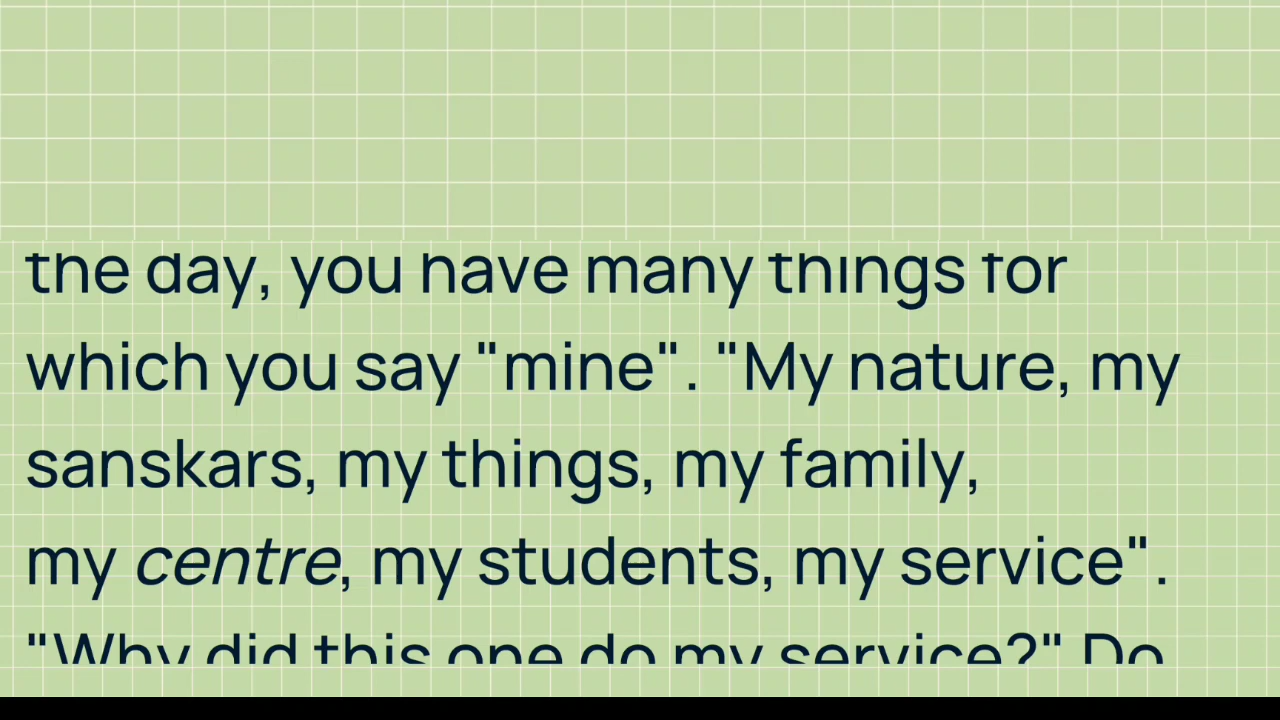 the day, you have many things for
which you say "mine". "My nature, my
sanskars, my things, my family,
my centre, my students, my service".
"Why did this one do my service?" Do